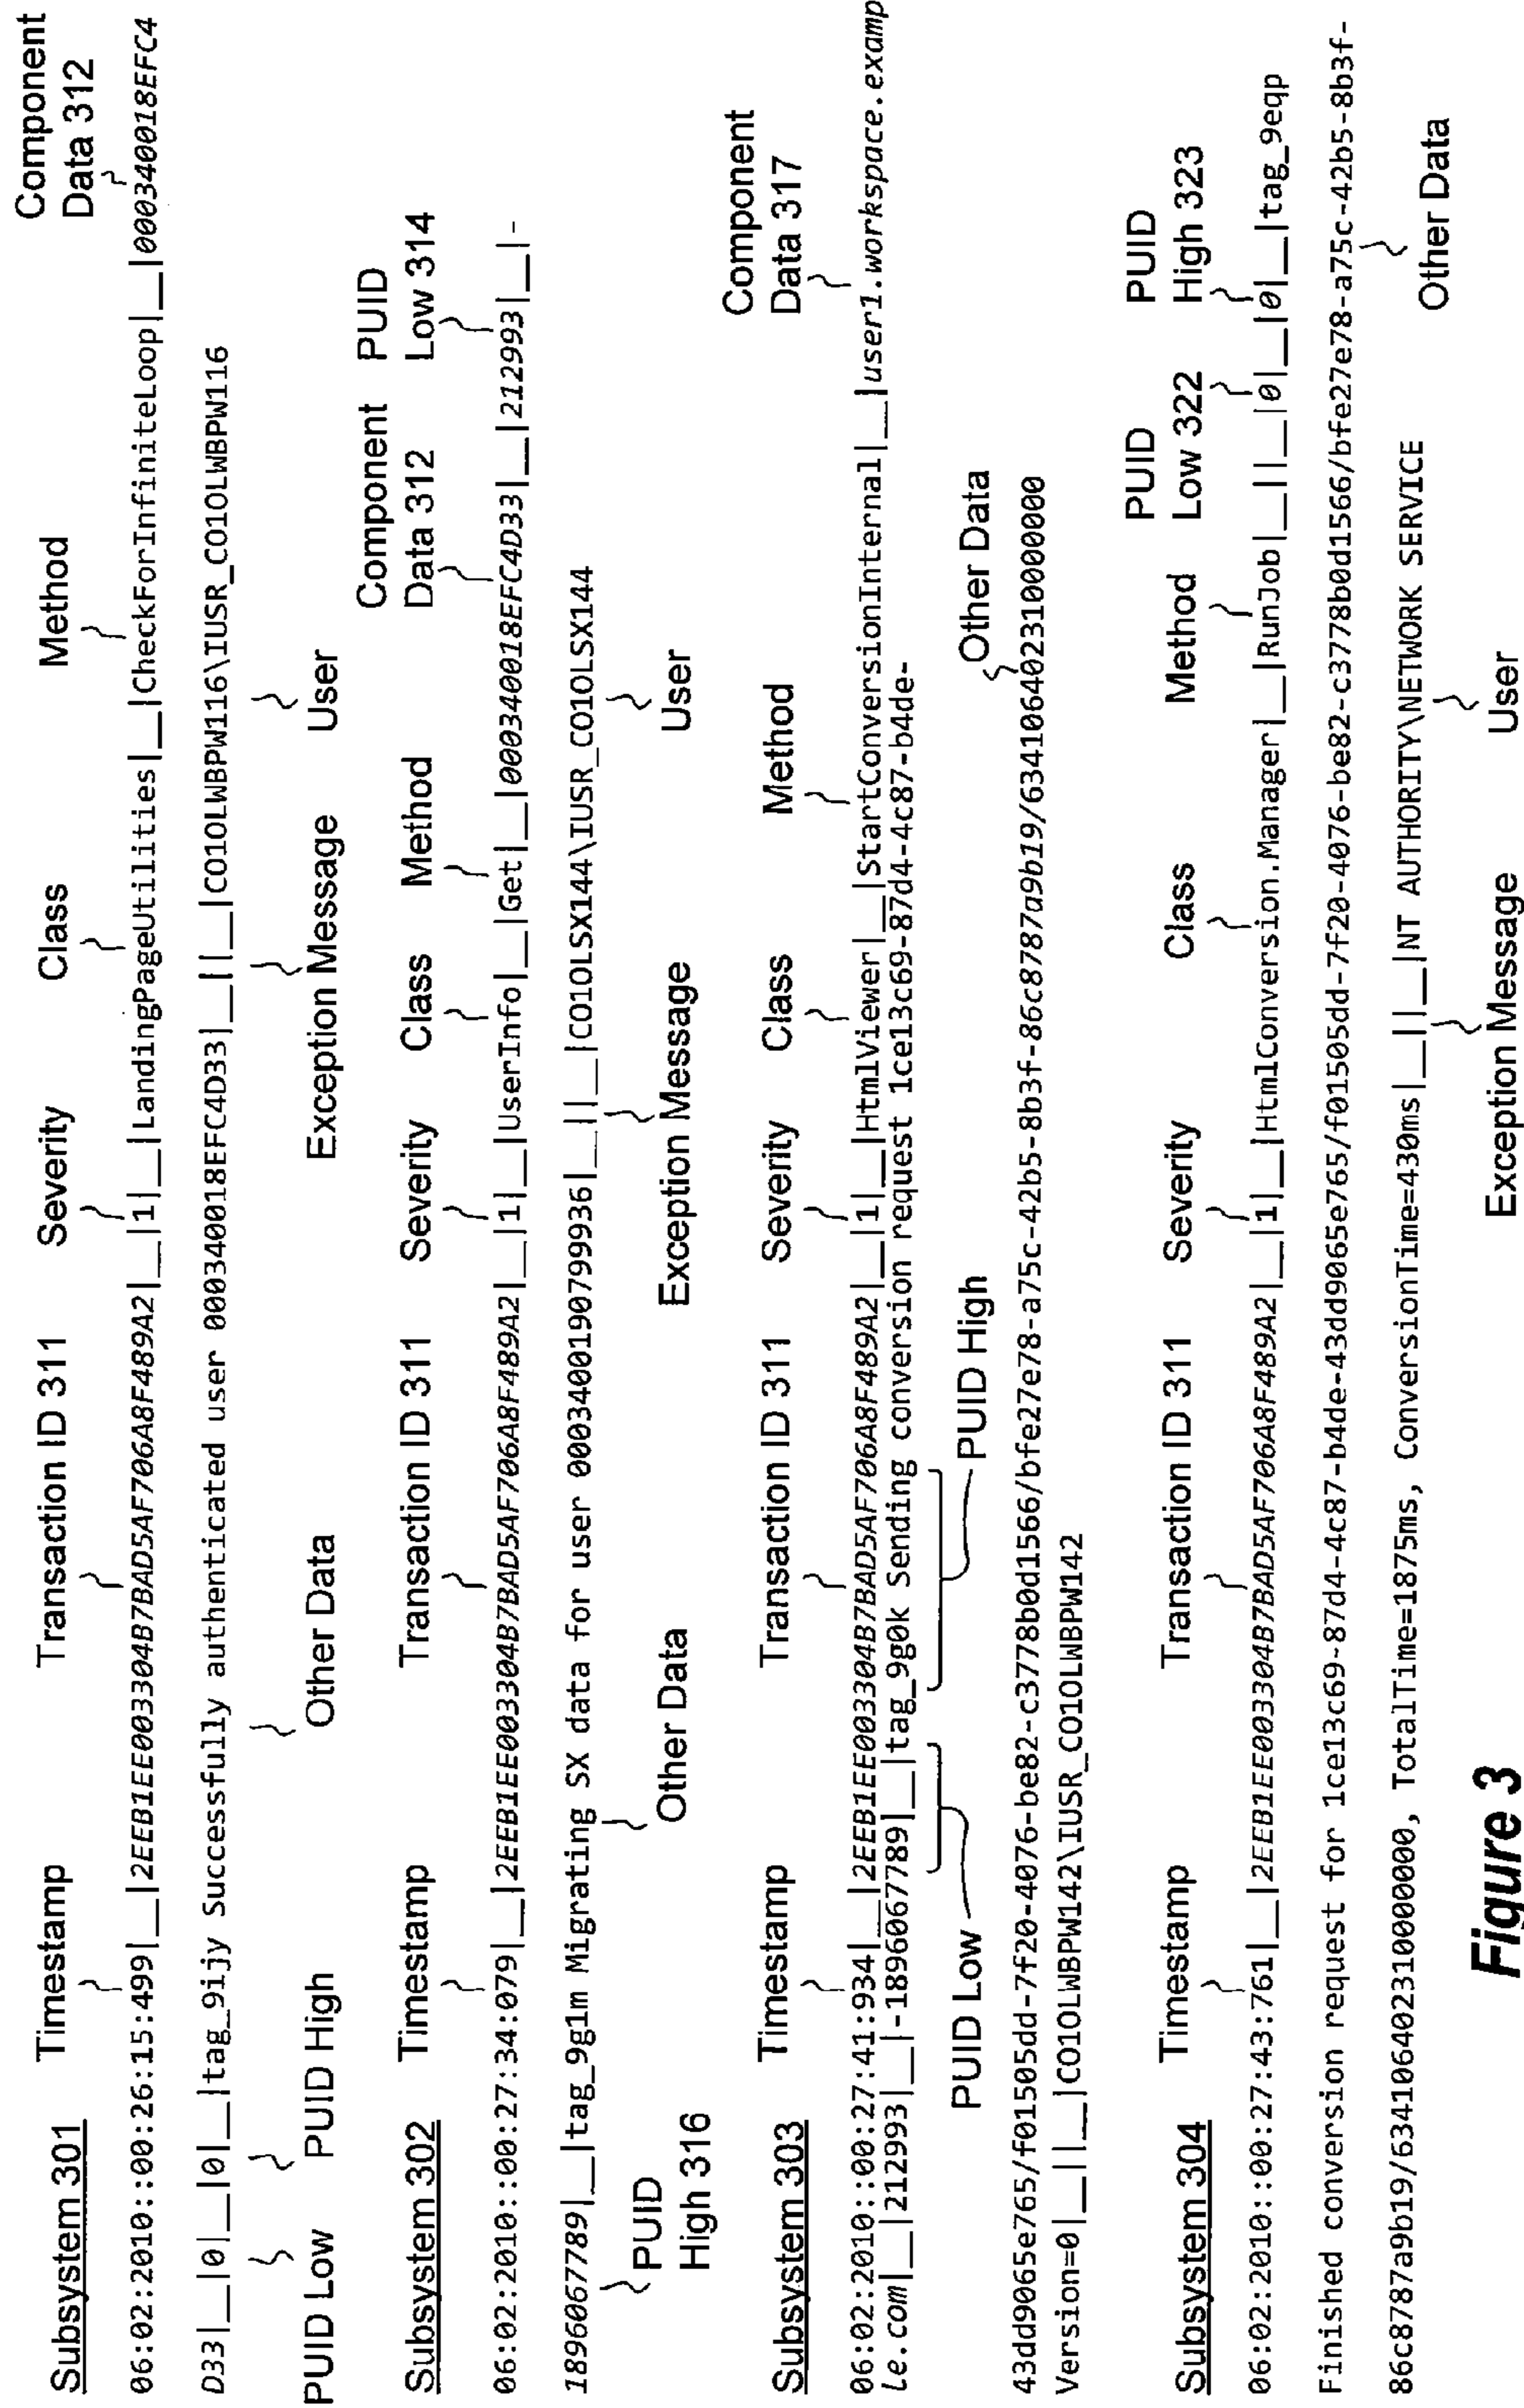 Component
Subsystem 301 Timestamp Transaction ID 311 Severity Class Method Data 312
06:02:2010::00:26:15:499|__|2EEB1EE003304B7BAD5AF706A8F489A2|__|1|__|LandingPageUtilities|__|CheckForInfiniteLoop|__|000340018EFC4
D33|__|0|__|0|__|tag_9ijy Successfully authenticated user 000340018EFC4D33|__||__|CO1OLWBPW116\IUSR_CO1OLWBPW116
PUID Low PUID High Other Data Exception Message User
Component PUID
Subsystem 302 Timestamp Transaction ID 311 Severity Class Method Data 312 Low 314
06:02:2010::00:27:34:079|__|2EEB1EE003304B7BAD5AF706A8F489A2|__|1|__|UserInfo|__|Get|__|000340018EFC4D33|__|212993|__|-
1896067789|__|tag_9g1m Migrating SX data for user 0003400190799936|__||__|CO1OLSX144\IUSR_CO1OLSX144
PUID
High 316 Other Data Exception Message User
Component
Subsystem 303 Timestamp Transaction ID 311 Severity Class Method Data 317
06:02:2010::00:27:41:934|__|2EEB1EE003304B7BAD5AF706A8F489A2|__|1|__|HtmlViewer|__|StartConversionInternal|__|user1.workspace.examp
le.com|__|212993|__|-1896067789|__|tag_9g0k Sending conversion request 1ce13c69-87d4-4c87-b4de-
PUID Low PUID High Other Data
43dd9065e765/f01505dd-7f20-4076-be82-c3778b0d1566/bfe27e78-a75c-42b5-8b3f-86c8787a9b19/634106402310000000
Version=0|__||__|CO1OLWBPW142\IUSR_CO1OLWBPW142
PUID PUID
Subsystem 304 Timestamp Transaction ID 311 Severity Class Method Low 322 High 323
06:02:2010::00:27:43:761|__|2EEB1EE003304B7BAD5AF706A8F489A2|__|1|__|HtmlConversion.Manager|__|RunJob|__||__|0|__|0|__|tag_9eqp
Finished conversion request for 1ce13c69-87d4-4c87-b4de-43dd9065e765/f01505dd-7f20-4076-be82-c3778b0d1566/bfe27e78-a75c-42b5-8b3f-
86c8787a9b19/634106402310000000, TotalTime=1875ms, ConversionTime=430ms|__||__|NT AUTHORITY\NETWORK SERVICE
Other Data
Exception Message User
Figure 3